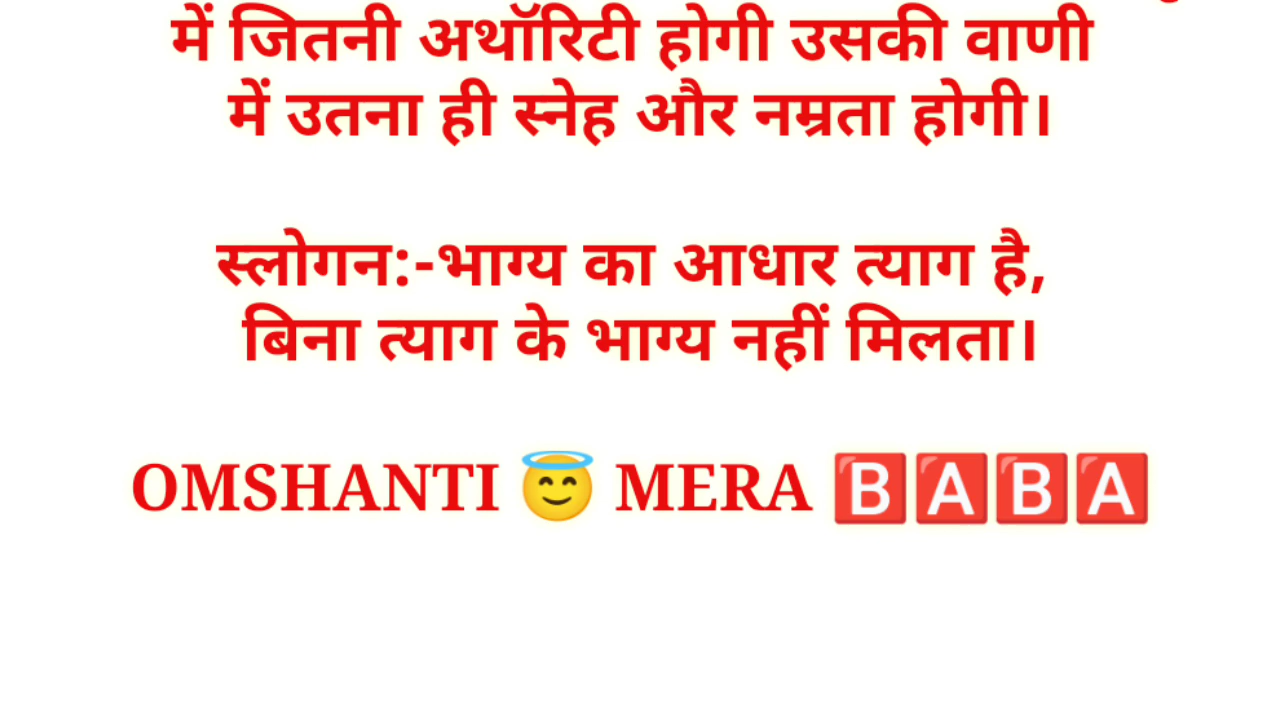 में जितनी अथॉरिटी होगी उसकी वाणी
में उतना ही स्नेह और नम्रता होगी।
स्लोगन:-भाग्य का आधार त्याग है,
बिना त्याग के भाग्य नहीं मिलता।
OMSHANTI 😇 MERA 🅱🅰🅱🅰